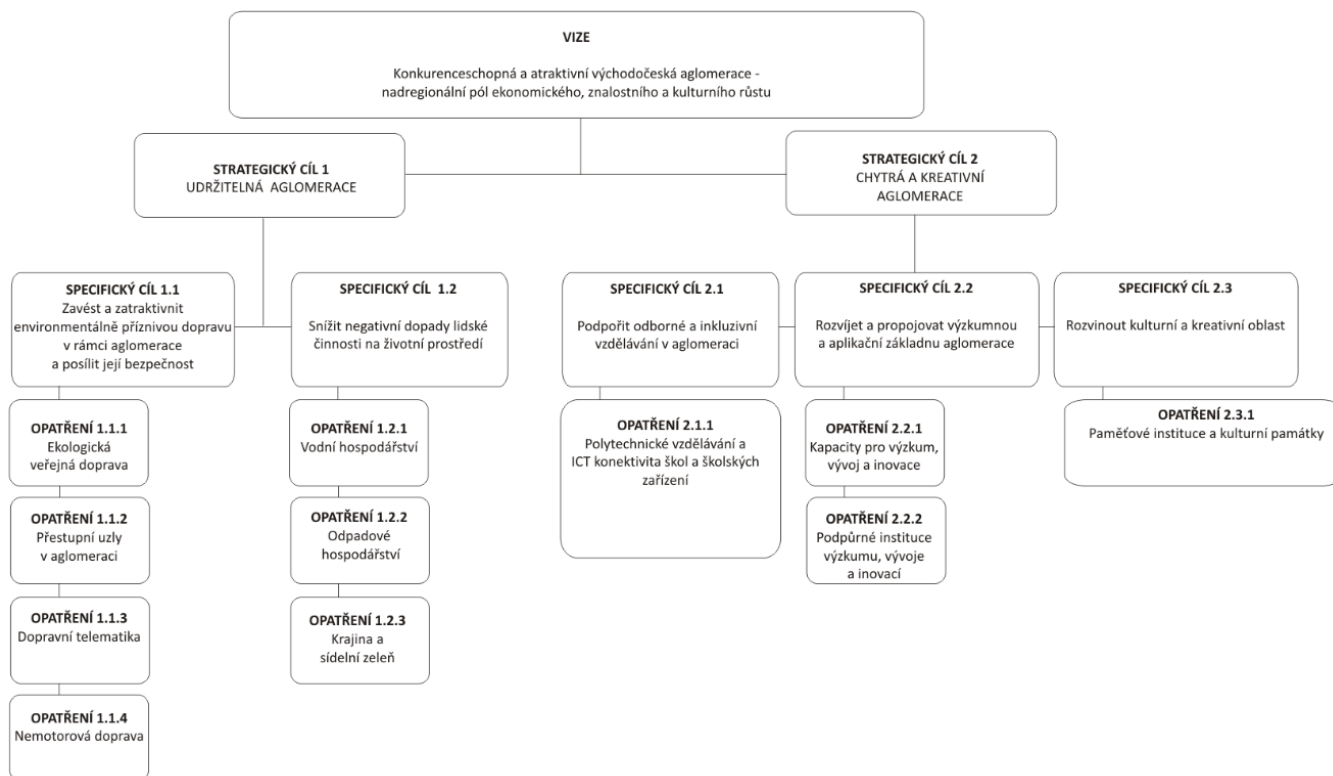 VIZE
Konkurenceschopná a atraktivní východočeská aglomerace -
nadregionální pól ekonomického, znalostního a kulturního růstu
STRATEGICKÝ CÍL 1
UDRŽITELNÁ AGLOMERACE
STRATEGICKÝ CÍL 2
CHYTRÁ A KREATIVNÍ
AGLOMERACE
SPECIFICKÝ CÍL 1.1
Zavést a zatraktivnit
environmentálně příznivou dopravu
v rámci aglomerace
a posílit její bezpečnost
SPECIFICKÝ CÍL 1.2
Snížit negativní dopady lidské
činnosti na životní prostředí
SPECIFICKÝ CÍL 2.1
Podpořit odborné a inkluzivní
vzdělávání v aglomeraci
SPECIFICKÝ CÍL 2.2
Rozvíjet a propojovat výzkumnou
a aplikační základnu aglomerace
SPECIFICKÝ CÍL 2.3
Rozvinout kulturní a kreativní oblast
OPATŘENÍ 1.1.1
Ekologická
veřejná doprava
OPATŘENÍ 1.1.2
Přestupní uzly
v aglomeraci
OPATŘENÍ 1.1.3
Dopravní telematika
OPATŘENÍ 1.1.4
Nemotorová doprava
OPATŘENÍ 1.2.1
Vodní hospodářství
OPATŘENÍ 1.2.2
Odpadové
hospodářství
OPATŘENÍ 1.2.3
Krajina a
sídelní zeleň
OPATŘENÍ 2.1.1
Polytechnické vzdělávání a
ICT konektivita škol a školských
zařízení
OPATŘENÍ 2.2.1
Kapacity pro výzkum,
vývoj a inovace
OPATŘENÍ 2.2.2
Podpůrné instituce
výzkumu, vývoje
a inovací
OPATŘENÍ 2.3.1
Paměťové instituce a kulturní památky